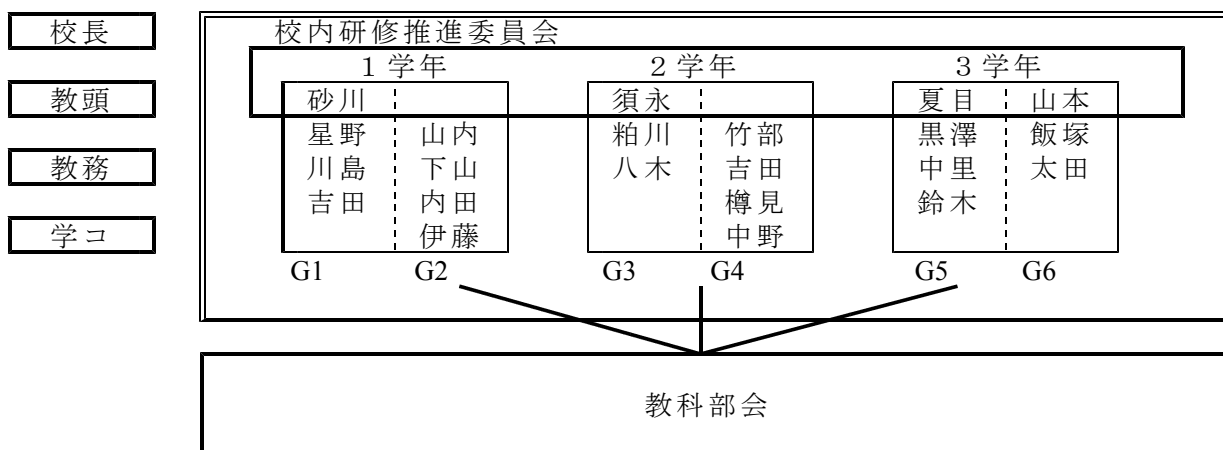 校長
教頭
教務
学コ
校内研修推進委員会
1学年 2学年 3学年
砂川 須永 夏目 山本
星野 山内 粕川 竹部 黒澤 飯塚
川島 下山 八木 吉田 中里 太田
吉田 内田 樽見 鈴木
伊藤 中野
G1 G2 G3 G4 G5 G6
教科部会